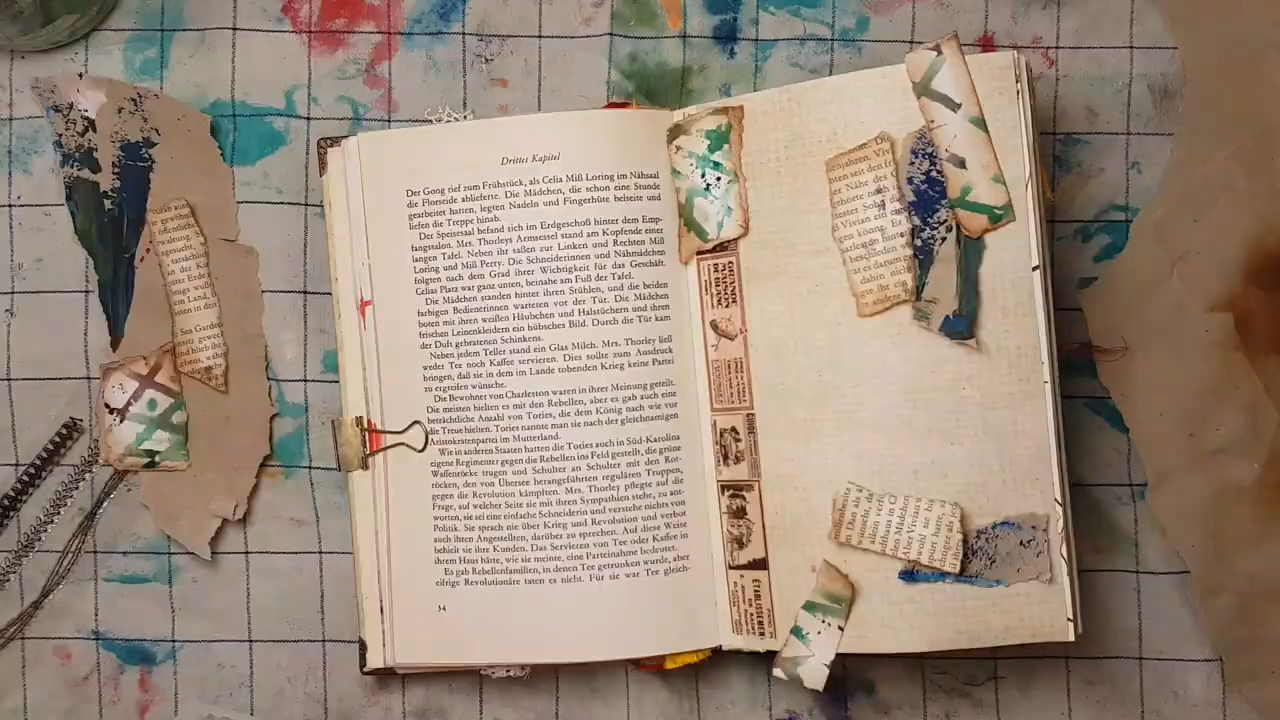 Drittes Kapitel
Der Gong rief zum Frühstück, als Celia Miß Loring im Nähsaal
die Florseide ablieferte. Die Mädchen, die schon eine Stunde
gearbeitet hatten, legten Nadeln und Fingerhüte beiseite und
liefen die Treppe hinab.
Der Speisesaal befand sich im Erdgeschoß hinter dem Emp-
fangssalon. Mrs. Thorleys Armsessel stand am Kopfende einer
langen Tafel. Neben ihr saßen zur Linken und Rechten Miß
Loring und Miß Perry. Die Schneiderinnen und Nähmädchen
folgten nach dem Grad ihrer Wichtigkeit für das Geschäft.
Celias Platz war ganz unten, beinahe am Fuß der Tafel.
Die Mädchen standen hinter ihren Stühlen, und die beiden
farbigen Bedienerinnen warteten vor der Tür. Die Mädchen
boten mit ihren weißen Häubchen und Halstüchern und ihren
frischen Leinenkleidern ein hübsches Bild. Durch die Tür kam
der Duft gebratenen Schinkens.
Neben jedem Teller stand ein Glas Milch. Mrs. Thorley ließ
weder Tee noch Kaffee servieren. Dies sollte zum Ausdruck
bringen, daß sie in dem im Lande tobenden Krieg keine Partei
zu ergreifen wünsche.
Die Bewohner von Charleston waren in ihrer Meinung geteilt.
Die meisten hielten es mit den Rebellen, aber es gab auch eine
beträchtliche Anzahl von Tories, die dem König nach wie vor
die Treue hielten. Tories nannte man sie nach der gleichnamigen
Aristokratenpartei im Mutterland.
Wie in anderen Staaten hatten die Tories auch in Süd-Karolina
eigene Regimenter gegen die Rebellen ins Feld gestellt, die grüne
Waffenröcke trugen und Schulter an Schulter mit den Rot-
röcken, den von Übersee herangeführten regulären Truppen,
gegen die Revolution kämpften. Mrs. Thorley pflegte auf die
Frage, auf welcher Seite sie mit ihren Sympathien stehe, zu ant-
worten, sie sei eine einfache Schneiderin und verstehe nichts von
Politik. Sie sprach nie über Krieg und Revolution und verbot
auch ihren Angestellten, darüber zu sprechen. Auf diese Weise
behielt sie ihre Kunden. Das Servieren von Tee oder Kaffee in
ihrem Haus hätte, wie sie meinte, eine Parteinahme bedeutet.
Es gab Rebellenfamilien, in denen Tee getrunken wurde, aber
eifrige Revolutionäre taten es nicht. Für sie war Tee gleich-
54
GRANDE
MAISON
GUIDE
ÉTABLISSEMEN